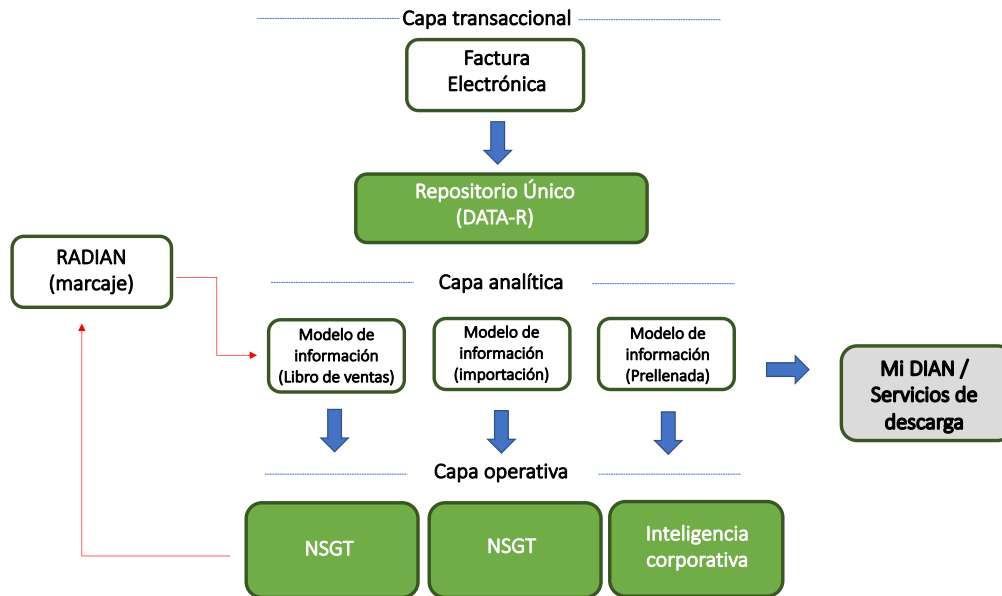 Capa transaccional
Factura
Electrónica
Repositorio Único
(DATA-R)
RADIAN
(marcaje)
Capa analítica
Modelo de
información
(Libro de ventas)
Modelo de
información
(importación)
Modelo de
información
(Prellenada)
Mi DIAN /
Servicios de
descarga
Capa operativa
NSGT
NSGT
Inteligencia
corporativa